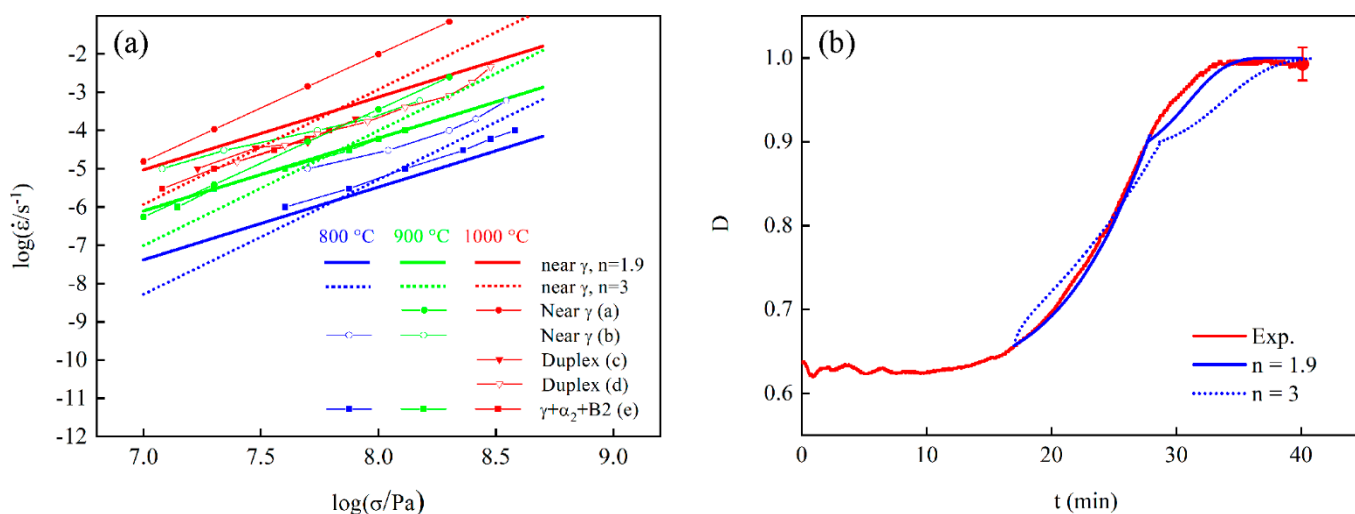 (a)
-2
-3
-4
-5
-6
-7
-8
-9
-10
-11
-12
log(ε̇/s⁻¹)
800 °C 900 °C 1000 °C
near γ, n=1.9
near γ, n=3
Near γ (a)
Near γ (b)
Duplex (c)
Duplex (d)
γ+α₂+B2 (e)
7.0 7.5 8.0 8.5 9.0
log(σ/Pa)
(b)
1.0
0.9
0.8
0.7
0.6
D
Exp.
n = 1.9
n = 3
0 10 20 30 40
t (min)